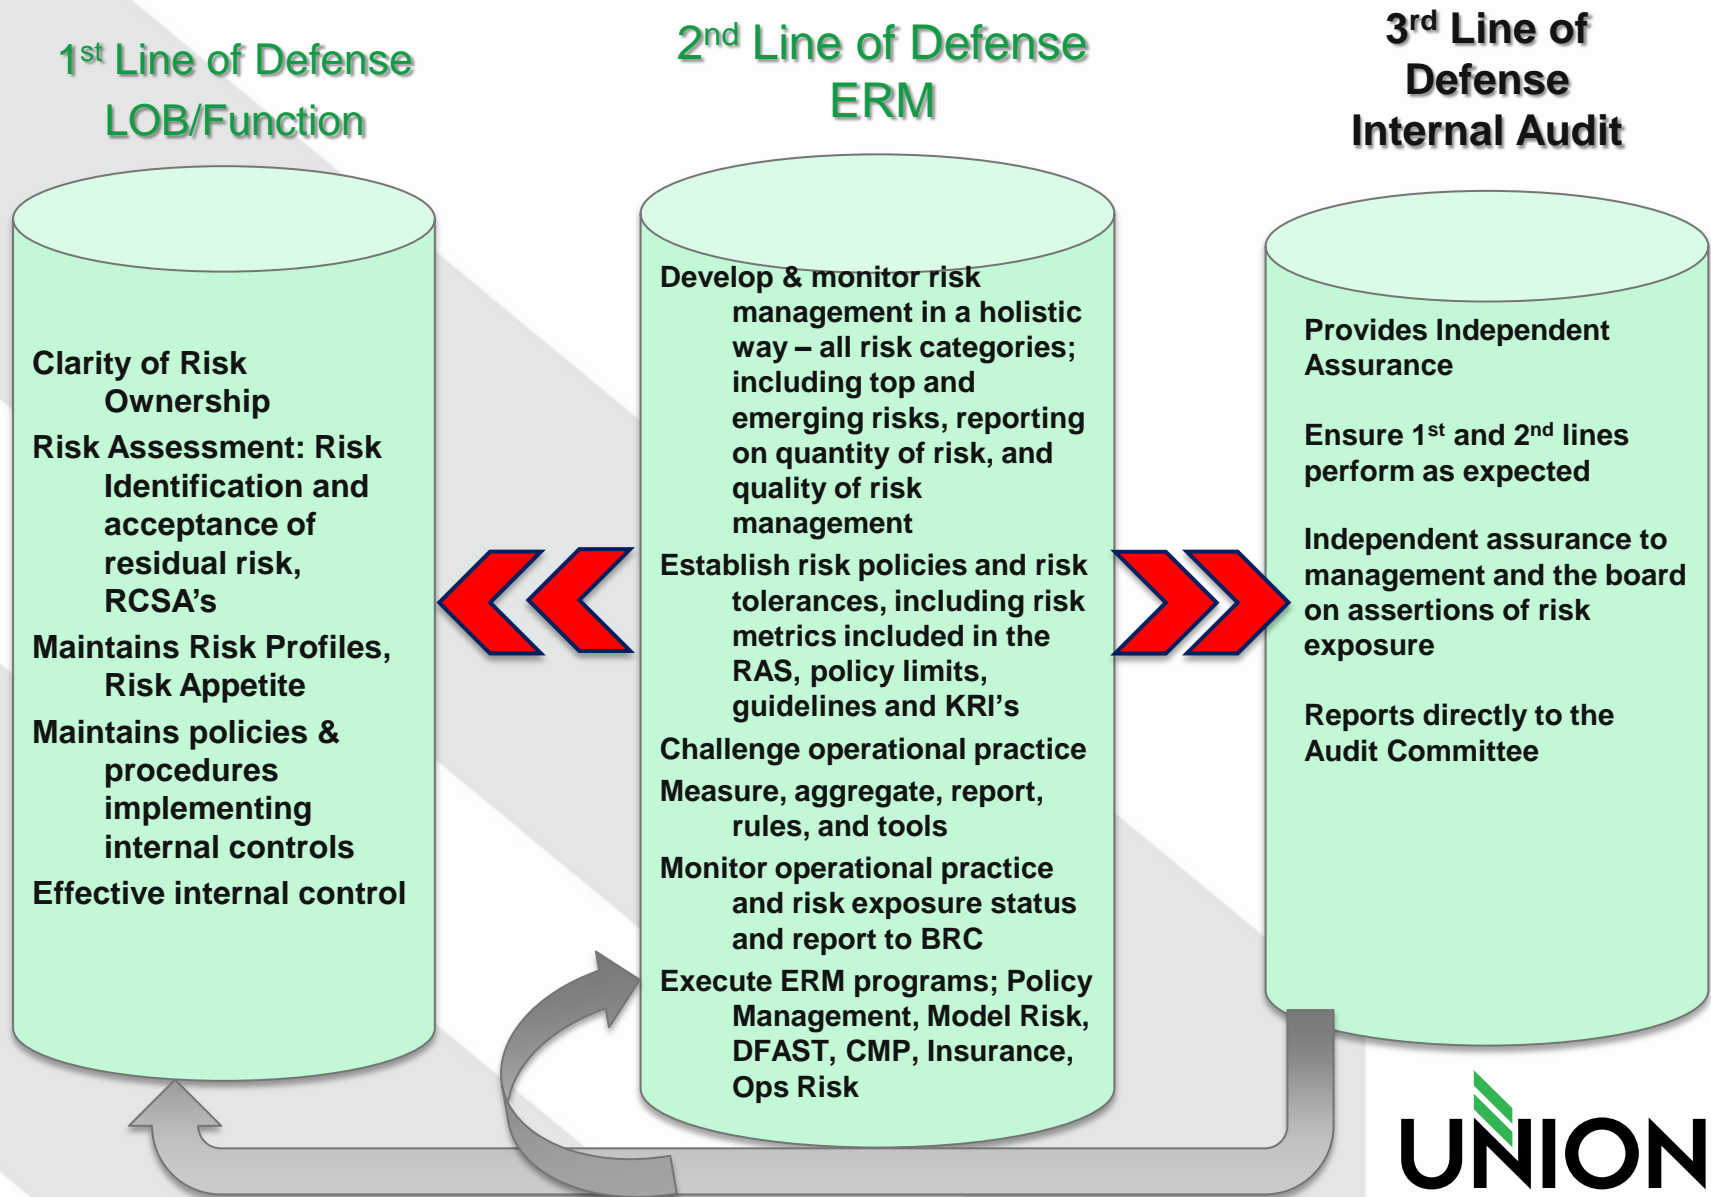 1st Line of Defense
LOB/Function
2nd Line of Defense
ERM
3rd Line of
Defense
Internal Audit
Clarity of Risk
Ownership
Risk Assessment: Risk
Identification and
acceptance of
residual risk,
RCSA’s
Maintains Risk Profiles,
Risk Appetite
Maintains policies &
procedures
implementing
internal controls
Effective internal control
Develop & monitor risk
management in a holistic
way – all risk categories;
including top and
emerging risks, reporting
on quantity of risk, and
quality of risk
management
Establish risk policies and risk
tolerances, including risk
metrics included in the
RAS, policy limits,
guidelines and KRI’s
Challenge operational practice
Measure, aggregate, report,
rules, and tools
Monitor operational practice
and risk exposure status
and report to BRC
Execute ERM programs; Policy
Management, Model Risk,
DFAST, CMP, Insurance,
Ops Risk
Provides Independent
Assurance
Ensure 1st and 2nd lines
perform as expected
Independent assurance to
management and the board
on assertions of risk
exposure
Reports directly to the
Audit Committee
UNION